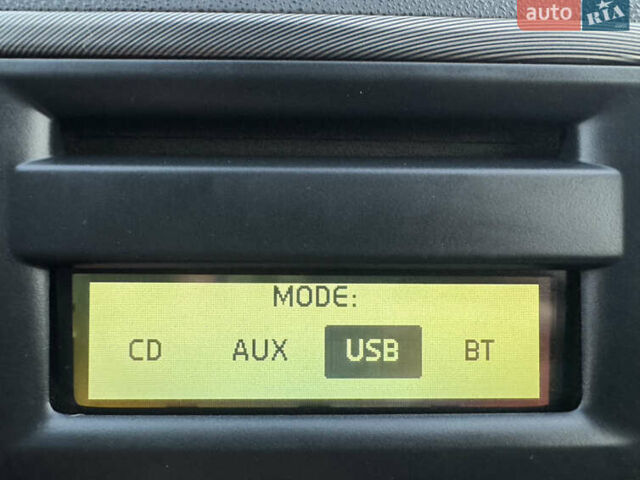 auto RIA
MODE:
CD AUX USB BT